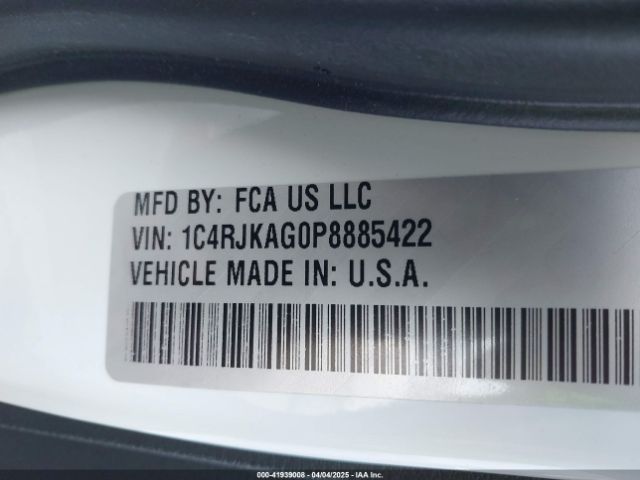 MFD BY: FCA US LLC
VIN: 1C4RJKAG0P8885422
VEHICLE MADE IN: U.S.A.
000-41939008 - 04/04/2025 - IAA Inc.